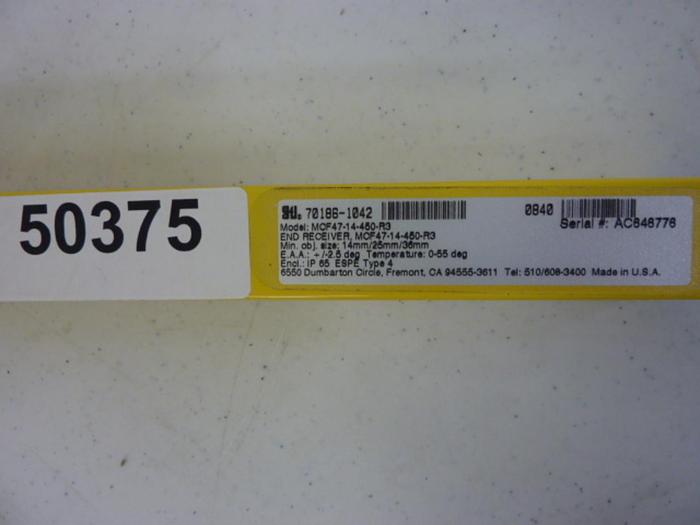 50375
STI. 70186-1042 0840
Model: MCF47-14-450-R3 Serial #: AC646776
END RECEIVER, MCF47-14-450-R3
Min. obj. size: 14mm/25mm/36mm
E.A.A.: +/-2.5 deg Temperature: 0-55 deg
Encl.: IP 65 ESPE Type 4
6550 Dumbarton Circle, Fremont, CA 94555-3611 Tel: 510/608-3400 Made in U.S.A.